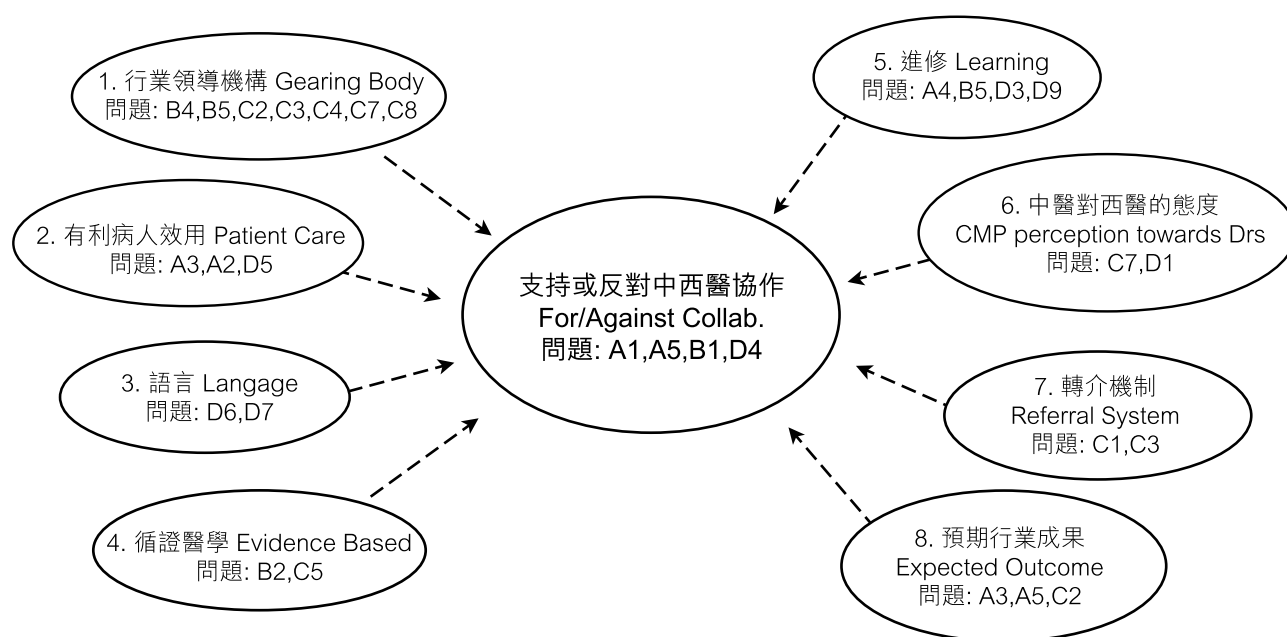 1. 行業領導機構 Gearing Body
問題: B4,B5,C2,C3,C4,C7,C8
2. 有利病人效用 Patient Care
問題: A3,A2,D5
3. 語言 Langage
問題: D6,D7
4. 循證醫學 Evidence Based
問題: B2,C5
支持或反對中西醫協作
For/Against Collab.
問題: A1,A5,B1,D4
5. 進修 Learning
問題: A4,B5,D3,D9
6. 中醫對西醫的態度
CMP perception towards Drs
問題: C7,D1
7. 轉介機制
Referral System
問題: C1,C3
8. 預期行業成果
Expected Outcome
問題: A3,A5,C2